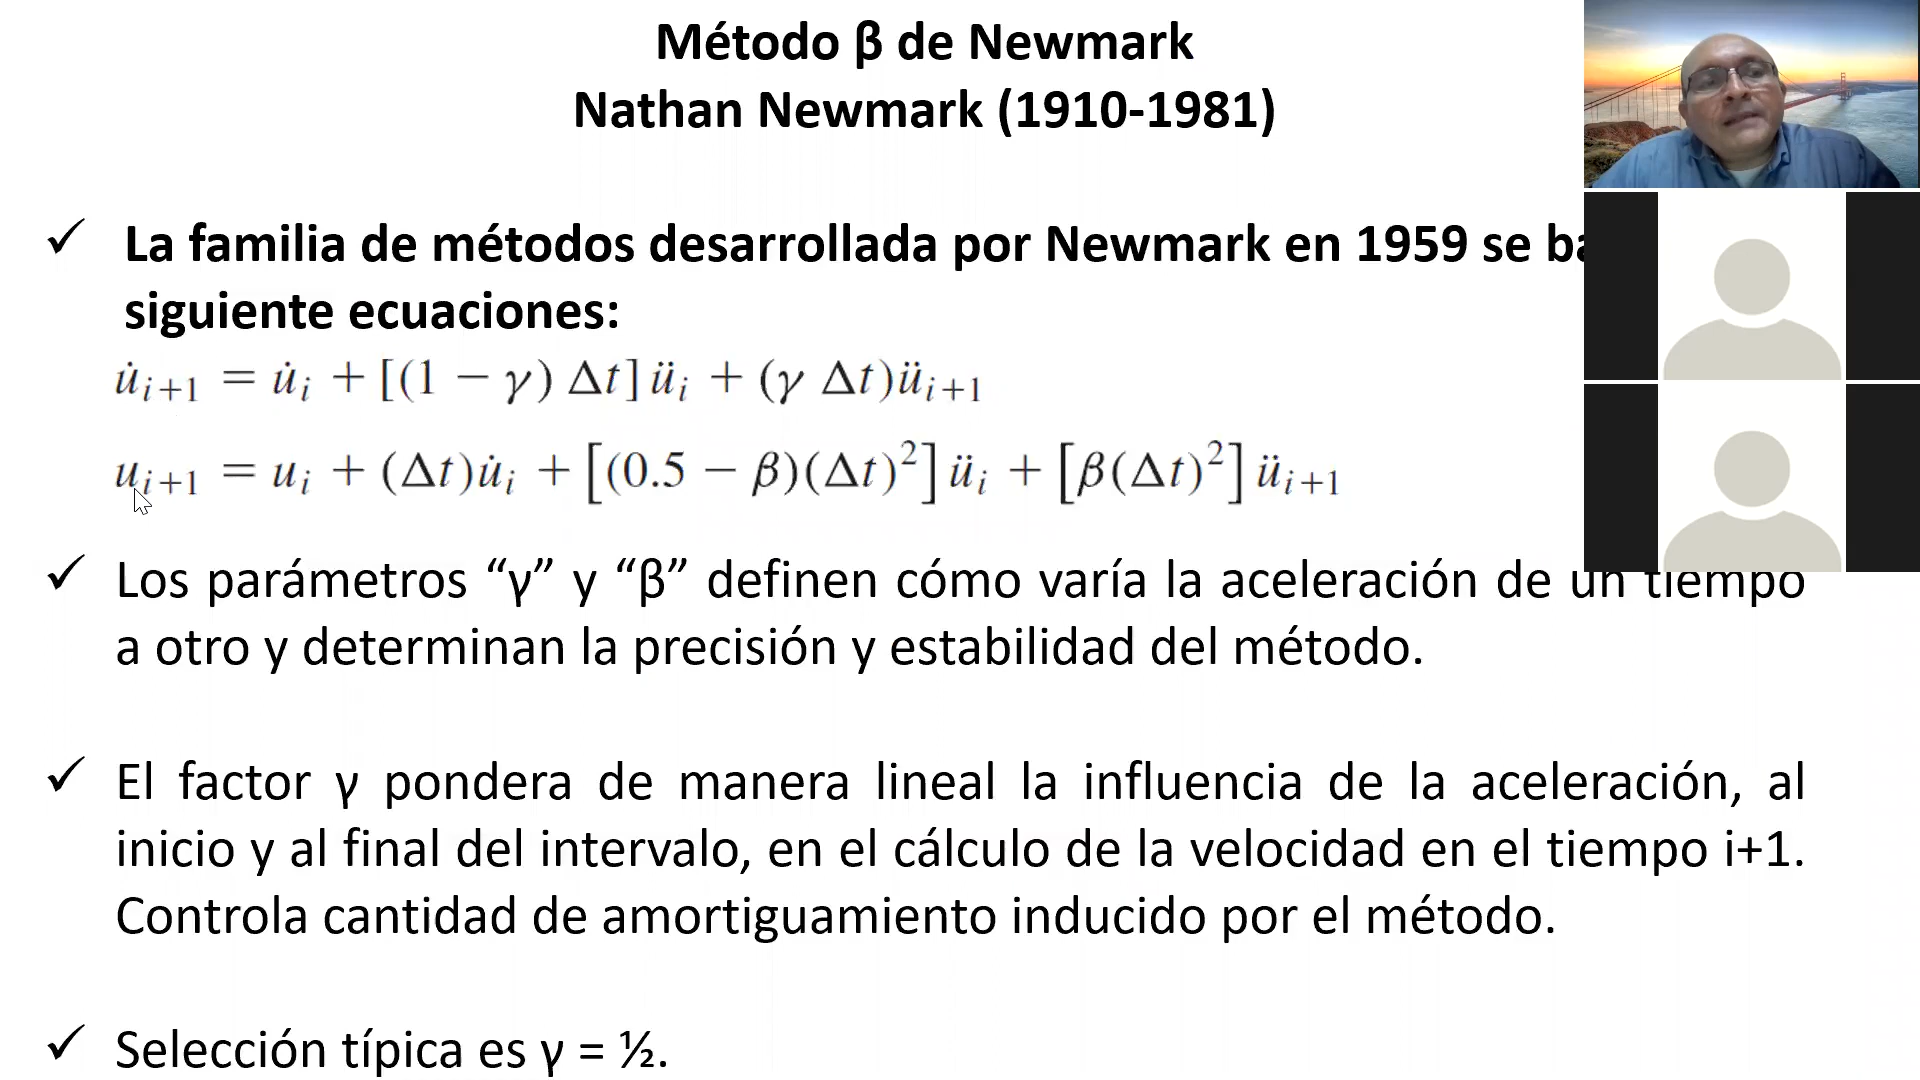 Método β de Newmark
Nathan Newmark (1910-1981)
✓ La familia de métodos desarrollada por Newmark en 1959 se
siguiente ecuaciones:
u̇ᵢ₊₁ = u̇ᵢ + [(1 − γ) Δt] üᵢ + (γ Δt)üᵢ₊₁
uᵢ₊₁ = uᵢ + (Δt)u̇ᵢ + [(0.5 − β)(Δt)²] üᵢ + [β(Δt)²] üᵢ₊₁
✓ Los parámetros “γ” y “β” definen cómo varía la aceleración de un tiempo
a otro y determinan la precisión y estabilidad del método.
✓ El factor γ pondera de manera lineal la influencia de la aceleración, al
inicio y al final del intervalo, en el cálculo de la velocidad en el tiempo i+1.
Controla cantidad de amortiguamiento inducido por el método.
✓ Selección típica es γ = ½.